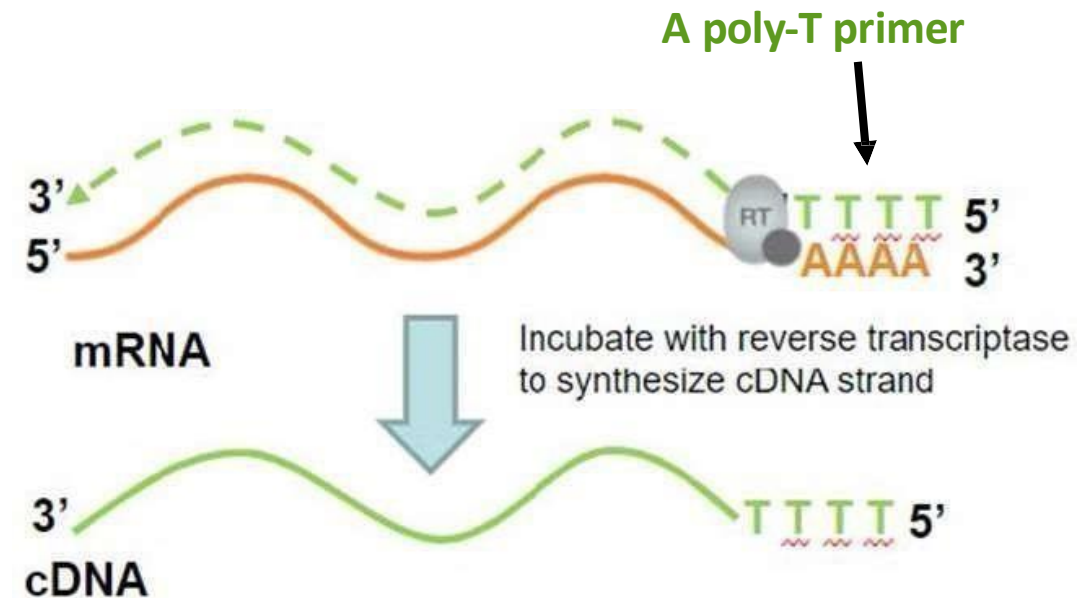 A poly-T primer
3’
RT
T T T T 5’
5’
AAAA 3’
mRNA
Incubate with reverse transcriptase
to synthesize cDNA strand
3’
T T T T 5’
cDNA